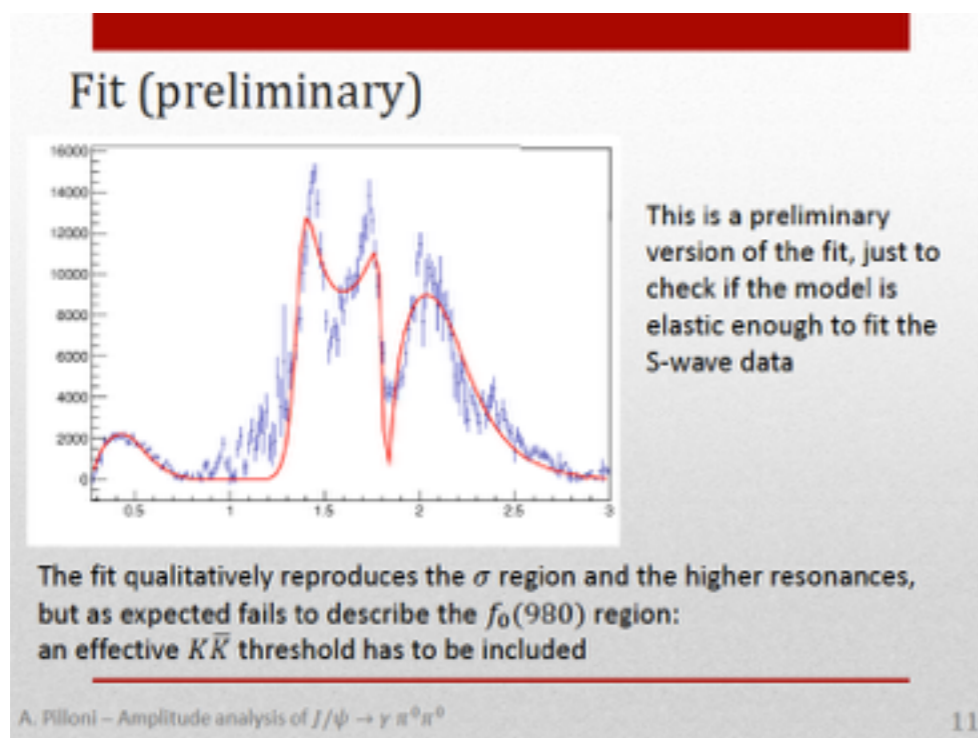 Fit (preliminary)
16000
14000
12000
10000
8000
6000
4000
2000
0
0.5
1
1.5
2
2.5
3
This is a preliminary
version of the fit, just to
check if the model is
elastic enough to fit the
S-wave data
The fit qualitatively reproduces the σ region and the higher resonances,
but as expected fails to describe the f₀(980) region:
an effective KK̅ threshold has to be included
A. Pilloni – Amplitude analysis of J/ψ → γ π⁰π⁰
11